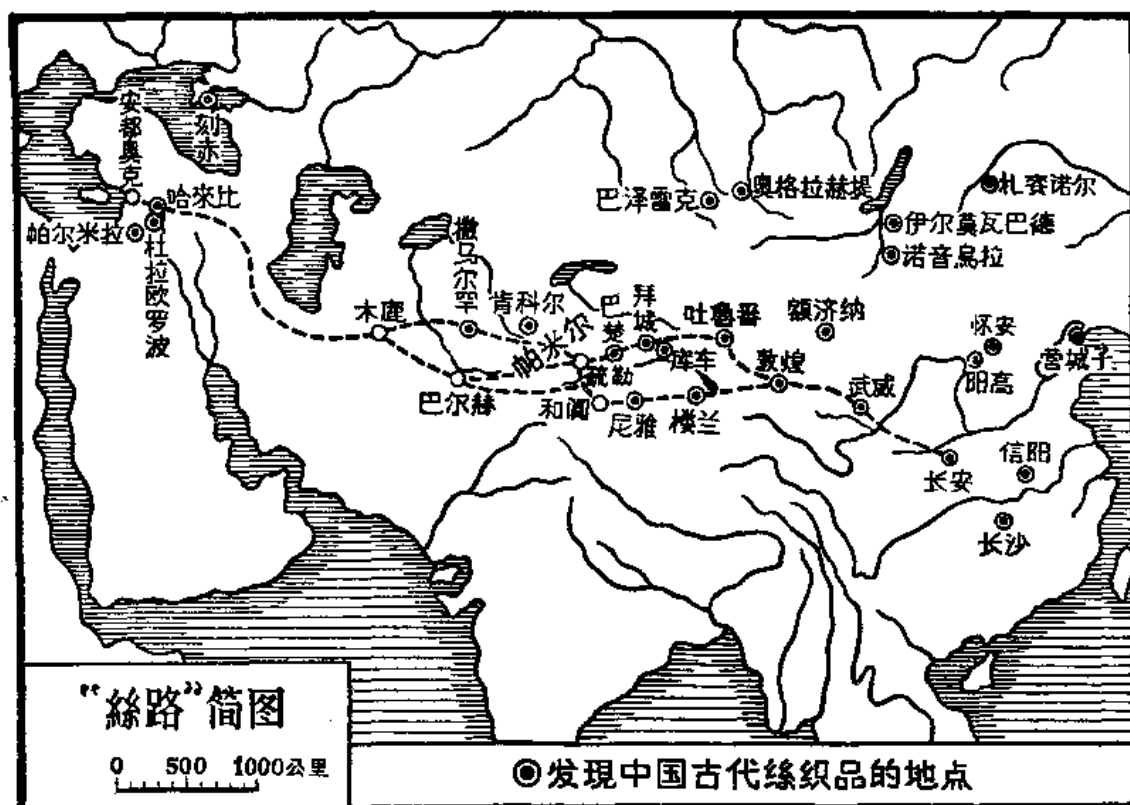 安都奥克
刻赤
哈來比
帕尔米拉
杜拉欧罗波
木鹿
撒马尔罕
肯科尔
帕米尔
巴楚
拜城
吐魯番
额济纳
巴泽雷克
奥格拉赫提
札赉诺尔
伊尔莫瓦巴德
诺音烏拉
怀安
阳高
营城子
巴尔赫
疏勒
库车
敦煌
武威
和阗
尼雅
楼兰
长安
信阳
长沙
“絲路”简图
0 500 1000公里
◎发現中国古代絲織品的地点